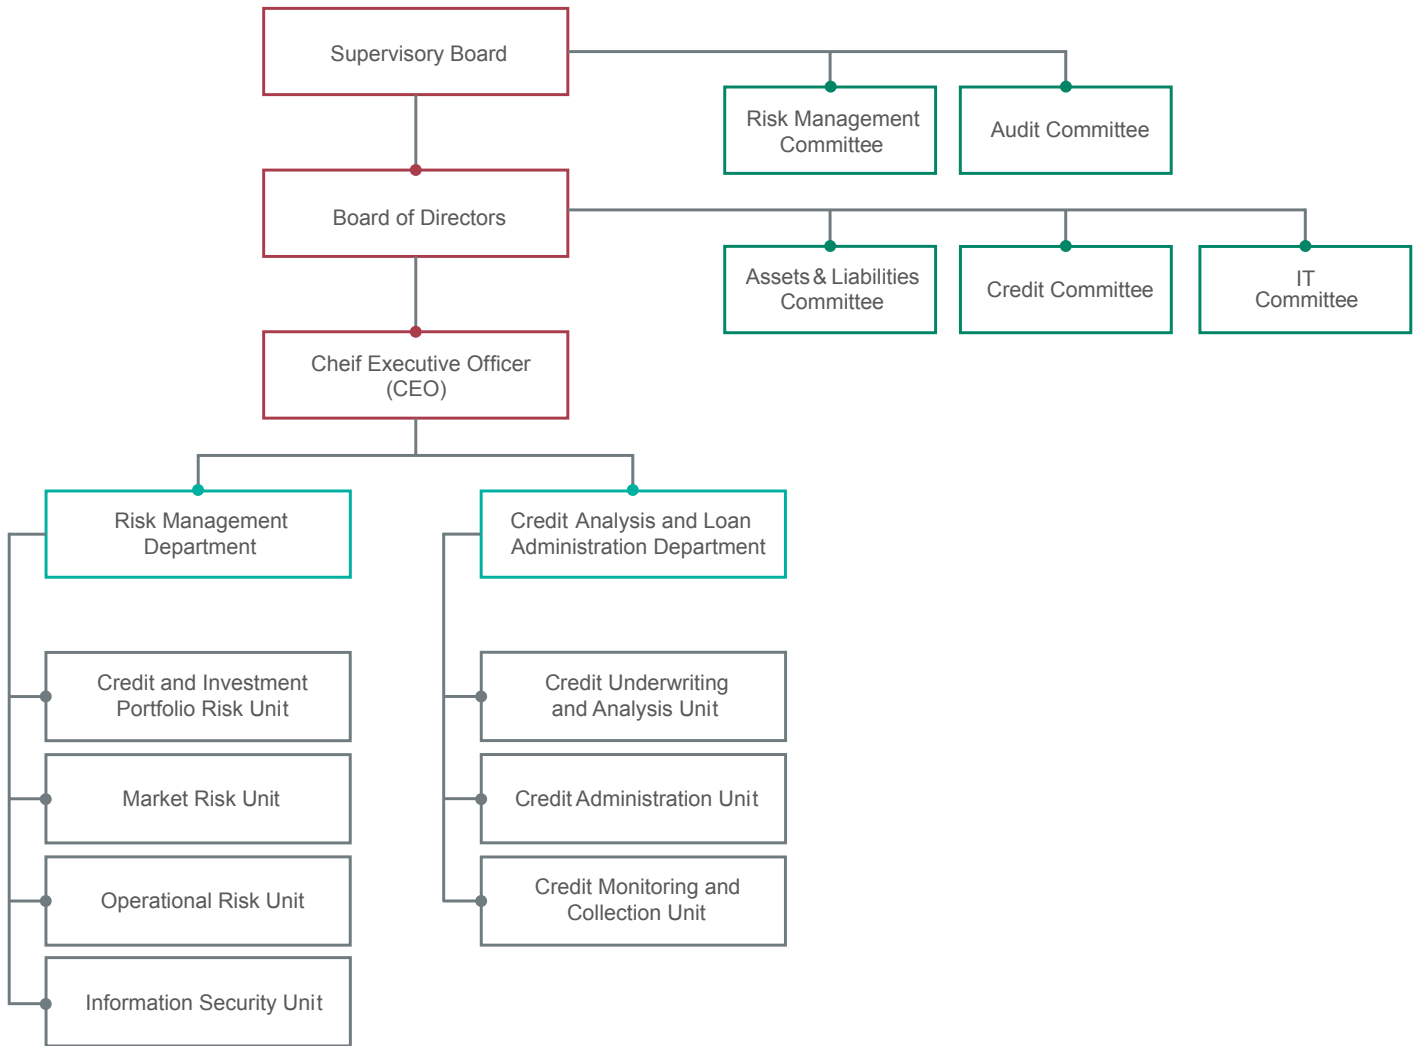 Supervisory Board
Risk Management
Committee
Audit Committee
Board of Directors
Assets & Liabilities
Committee
Credit Committee
IT
Committee
Cheif Executive Officer
(CEO)
Risk Management
Department
Credit Analysis and Loan
Administration Department
Credit and Investment
Portfolio Risk Unit
Credit Underwriting
and Analysis Unit
Market Risk Unit
Credit Administration Unit
Operational Risk Unit
Credit Monitoring and
Collection Unit
Information Security Unit